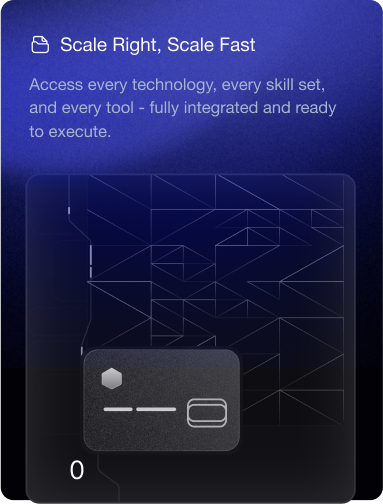 Scale Right, Scale Fast
Access every technology, every skill set,
and every tool - fully integrated and ready
to execute.
0